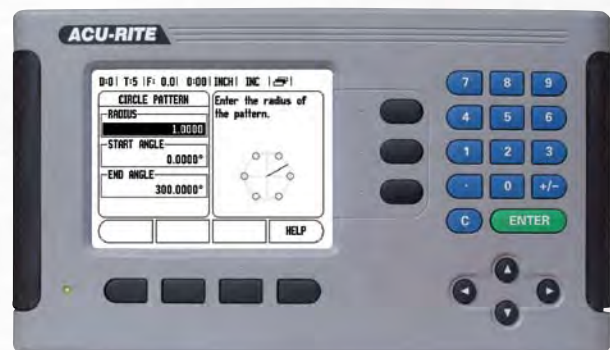 ACU-RITE
D:0| T:5 |F: 0.0| 0:00| INCH| INC |
CIRCLE PATTERN
RADIUS
1.0000
START ANGLE
0.0000°
END ANGLE
300.0000°
Enter the radius of
the pattern.
HELP
7 8 9
4 5 6
1 2 3
. 0 +/-
C ENTER